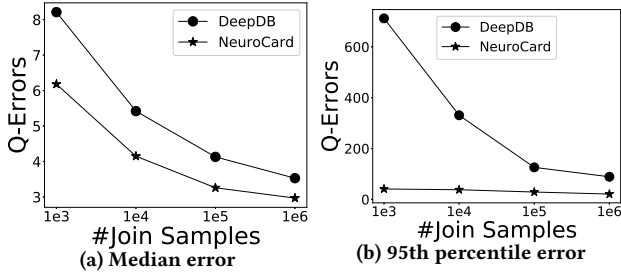 8
7
6
5
4
3
Q-Errors
DeepDB
NeuroCard
1e3
1e4
1e5
1e6
#Join Samples
(a) Median error
600
400
200
0
Q-Errors
DeepDB
NeuroCard
1e3
1e4
1e5
1e6
#Join Samples
(b) 95th percentile error